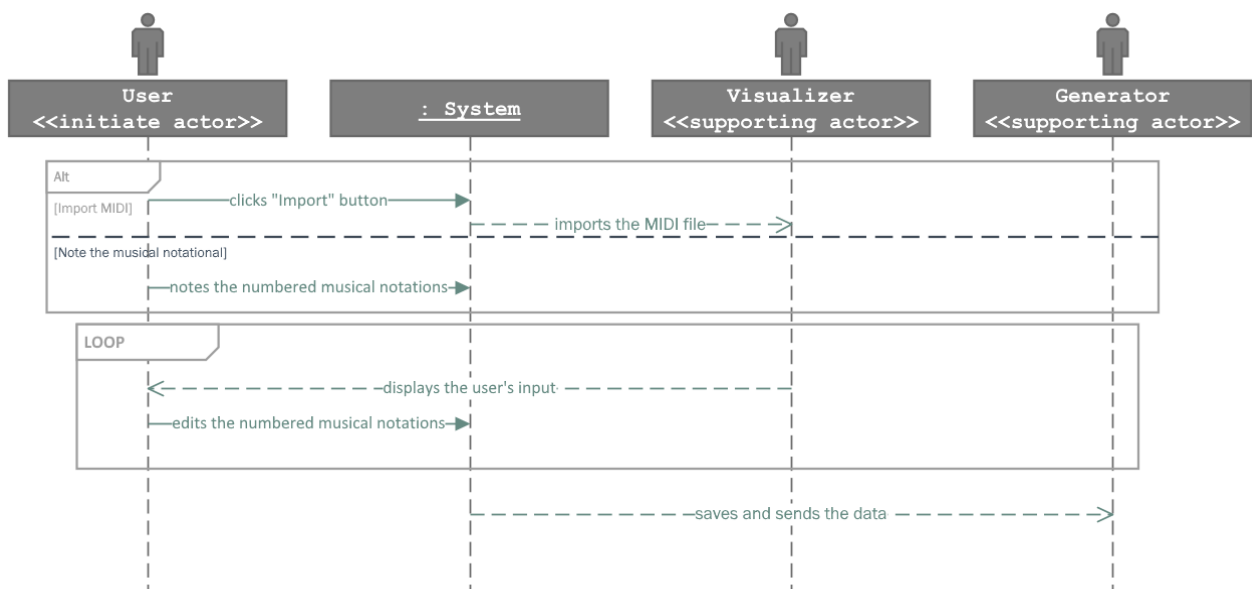 User
<<initiate actor>>
: System
Visualizer
<<supporting actor>>
Generator
<<supporting actor>>
Alt
[Import MIDI]
clicks "Import" button
imports the MIDI file
[Note the musical notational]
notes the numbered musical notations
LOOP
displays the user's input
edits the numbered musical notations
saves and sends the data